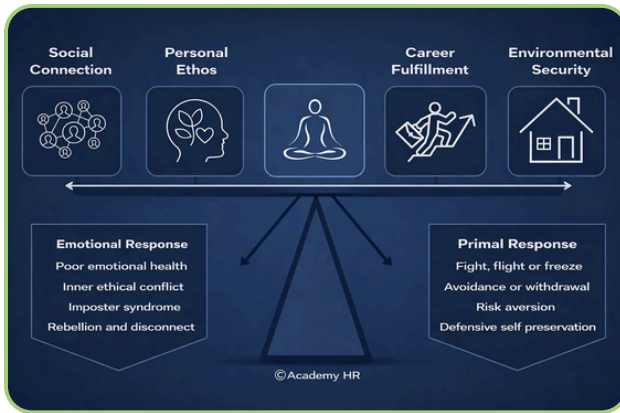 Social
Connection
Personal
Ethos
Career
Fulfillment
Environmental
Security
Emotional Response
Poor emotional health
Inner ethical conflict
Imposter syndrome
Rebellion and disconnect
Primal Response
Fight, flight or freeze
Avoidance or withdrawal
Risk aversion
Defensive self preservation
©Academy HR